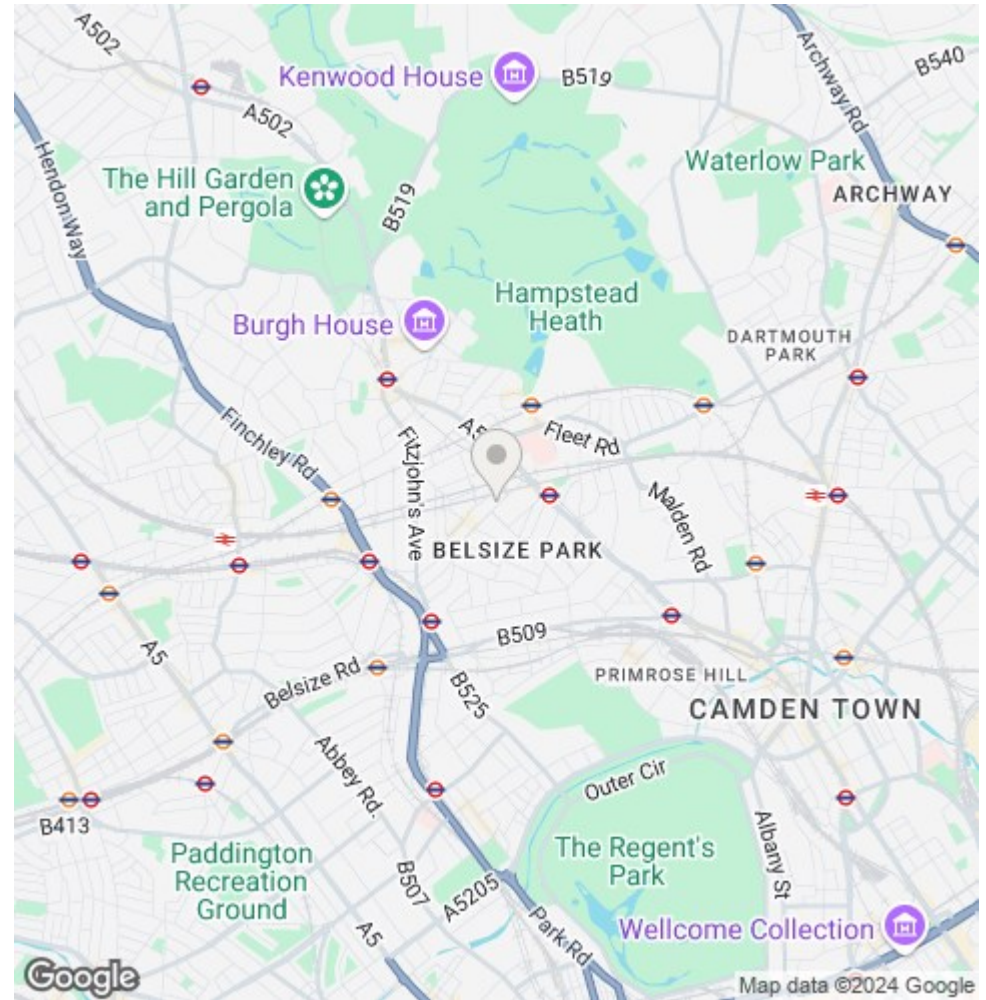 A502
Kenwood House
B519
B540
Archway Rd
A502
Hendon Way
The Hill Garden
and Pergola
B519
Waterlow Park
ARCHWAY
Hampstead
Heath
Burgh House
DARTMOUTH
PARK
Finchley Rd
Fitzjohn's Ave
Fleet Rd
Malden Rd
BELSIZE PARK
A5
B509
Belsize Rd
B525
PRIMROSE HILL
CAMDEN TOWN
Abbey Rd.
Outer Cir
B413
Albany St
Paddington
Recreation
Ground
The Regent's
Park
B507
A5205
A5
Park Rd
Wellcome Collection
Google
Map data ©2024 Google